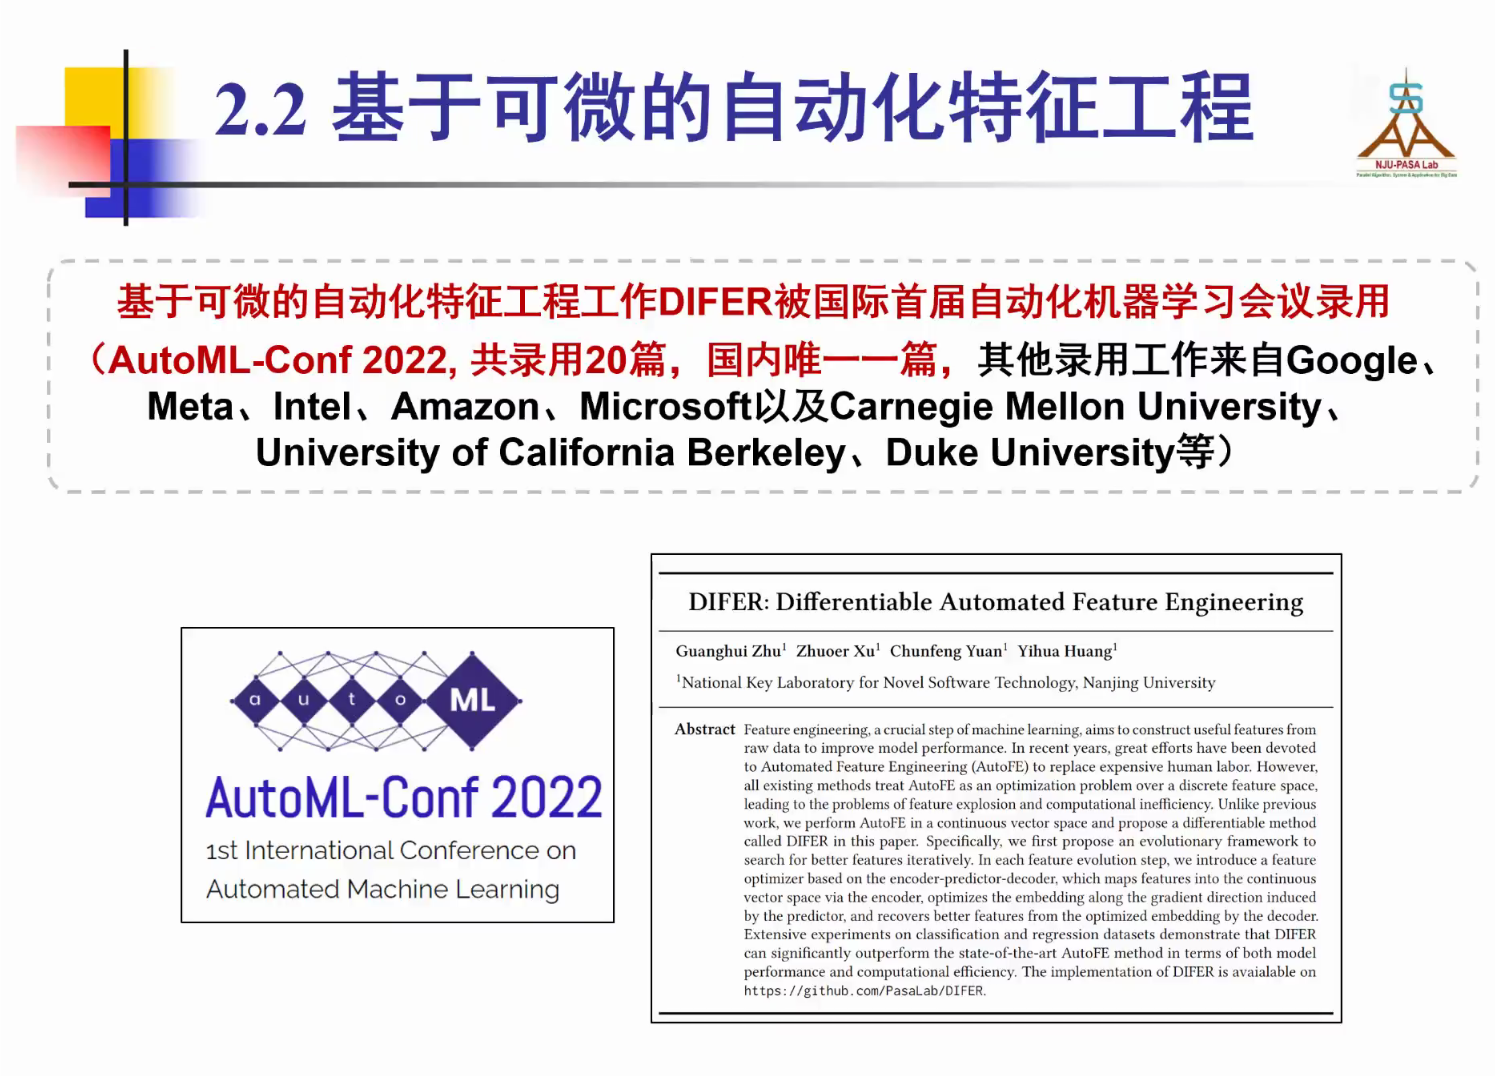 2.2 基于可微的自动化特征工程
NJU-PASA Lab
Parallel Algorithm, System & Application for Big Data
基于可微的自动化特征工程工作DIFER被国际首届自动化机器学习会议录用
（AutoML-Conf 2022, 共录用20篇，国内唯一一篇，其他录用工作来自Google、
Meta、Intel、Amazon、Microsoft以及Carnegie Mellon University、
University of California Berkeley、Duke University等）
auto ML
AutoML-Conf 2022
1st International Conference on
Automated Machine Learning
DIFER: Differentiable Automated Feature Engineering
Guanghui Zhu¹ Zhuoer Xu¹ Chunfeng Yuan¹ Yihua Huang¹
¹National Key Laboratory for Novel Software Technology, Nanjing University
Abstract Feature engineering, a crucial step of machine learning, aims to construct useful features from
raw data to improve model performance. In recent years, great efforts have been devoted
to Automated Feature Engineering (AutoFE) to replace expensive human labor. However,
all existing methods treat AutoFE as an optimization problem over a discrete feature space,
leading to the problems of feature explosion and computational inefficiency. Unlike previous
work, we perform AutoFE in a continuous vector space and propose a differentiable method
called DIFER in this paper. Specifically, we first propose an evolutionary framework to
search for better features iteratively. In each feature evolution step, we introduce a feature
optimizer based on the encoder-predictor-decoder, which maps features into the continuous
vector space via the encoder, optimizes the embedding along the gradient direction induced
by the predictor, and recovers better features from the optimized embedding by the decoder.
Extensive experiments on classification and regression datasets demonstrate that DIFER
can significantly outperform the state-of-the-art AutoFE method in terms of both model
performance and computational efficiency. The implementation of DIFER is avaialable on
https://github.com/PasaLab/DIFER.